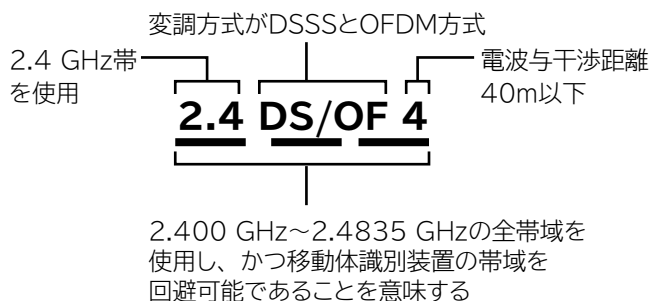 変調方式がDSSSとOFDM方式
2.4 GHz帯
を使用
電波与干渉距離
40m以下
2.4 DS/OF 4
2.400 GHz～2.4835 GHzの全帯域を
使用し、かつ移動体識別装置の帯域を
回避可能であることを意味する